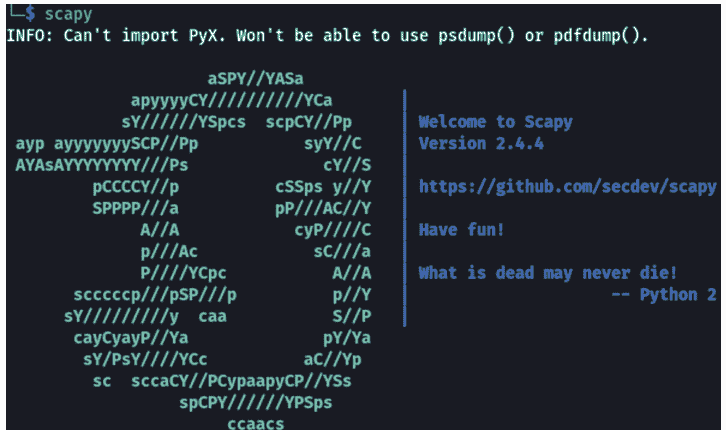 └─$ scapy
INFO: Can't import PyX. Won't be able to use psdump() or pdfdump().
aSPY//YASa
apyyyyCY//////////YCa |
sY//////YSpcs scpCY//Pp | Welcome to Scapy
ayp ayyyyyyySCP//Pp syY//C | Version 2.4.4
AYAsAYYYYYYYY///Ps cY//S |
pCCCCY//p cSSps y//Y | https://github.com/secdev/scapy
SPPPP///a pP///AC//Y |
A//A cyP////C | Have fun!
p///Ac sC///a |
P////YCpc A//A | What is dead may never die!
scccccp///pSP///p p//Y | -- Python 2
sY/////////y caa S//P |
cayCyayP//Ya pY/Ya
sY/PsY////YCc aC//Yp
sc sccaCY//PCypaapyCP//YSs
spCPY//////YPSps
ccaacs